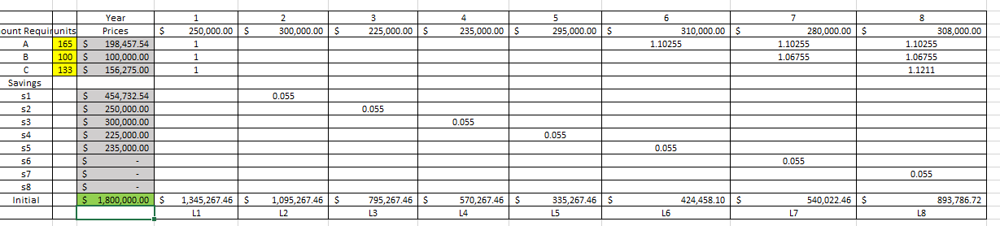 Year 1 2 3 4 5 6 7 8
ount Requir units Prices $ 250,000.00 $ 300,000.00 $ 225,000.00 $ 235,000.00 $ 295,000.00 $ 310,000.00 $ 280,000.00 $ 308,000.00
A 165 $ 198,457.54 1 1.10255 1.10255 1.10255
B 100 $ 100,000.00 1 1.06755 1.06755
C 133 $ 156,275.00 1 1.1211
Savings
s1 $ 454,732.54 0.055
s2 $ 250,000.00 0.055
s3 $ 300,000.00 0.055
s4 $ 225,000.00 0.055
s5 $ 235,000.00 0.055
s6 $ - 0.055
s7 $ - 0.055
s8 $ -
Initial $ 1,800,000.00 $ 1,345,267.46 $ 1,095,267.46 $ 795,267.46 $ 570,267.46 $ 335,267.46 $ 424,458.10 $ 540,022.46 $ 893,786.72
L1 L2 L3 L4 L5 L6 L7 L8